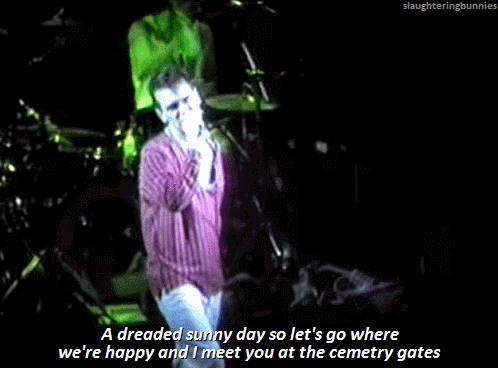 slaughteringbunnies
A dreaded sunny day so let's go where
we're happy and I meet you at the cemetry gates